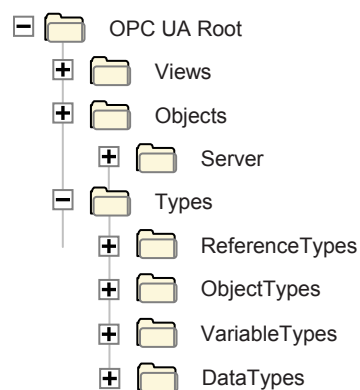 OPC UA Root
Views
Objects
Server
Types
ReferenceTypes
ObjectTypes
VariableTypes
DataTypes